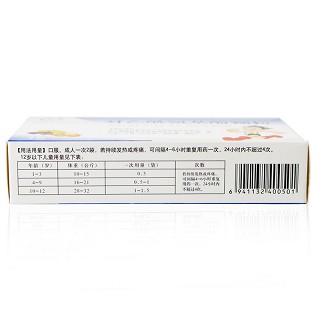 【用法用量】口服。成人一次2袋，若持续发热或疼痛，可间隔4-6小时重复用药一次，24小时内不超过4次。
12岁以下儿童用量见下表：
年龄（岁） 体重（公斤） 一次用量（袋） 次数
1-3 10-15 0.5 若持续发热或疼痛，
4-6 16-21 0.5-1 可间隔4-6小时重复
用药一次，24小时
10-12 28-32 1-1.5 内不超过4次。
6 941132 400501